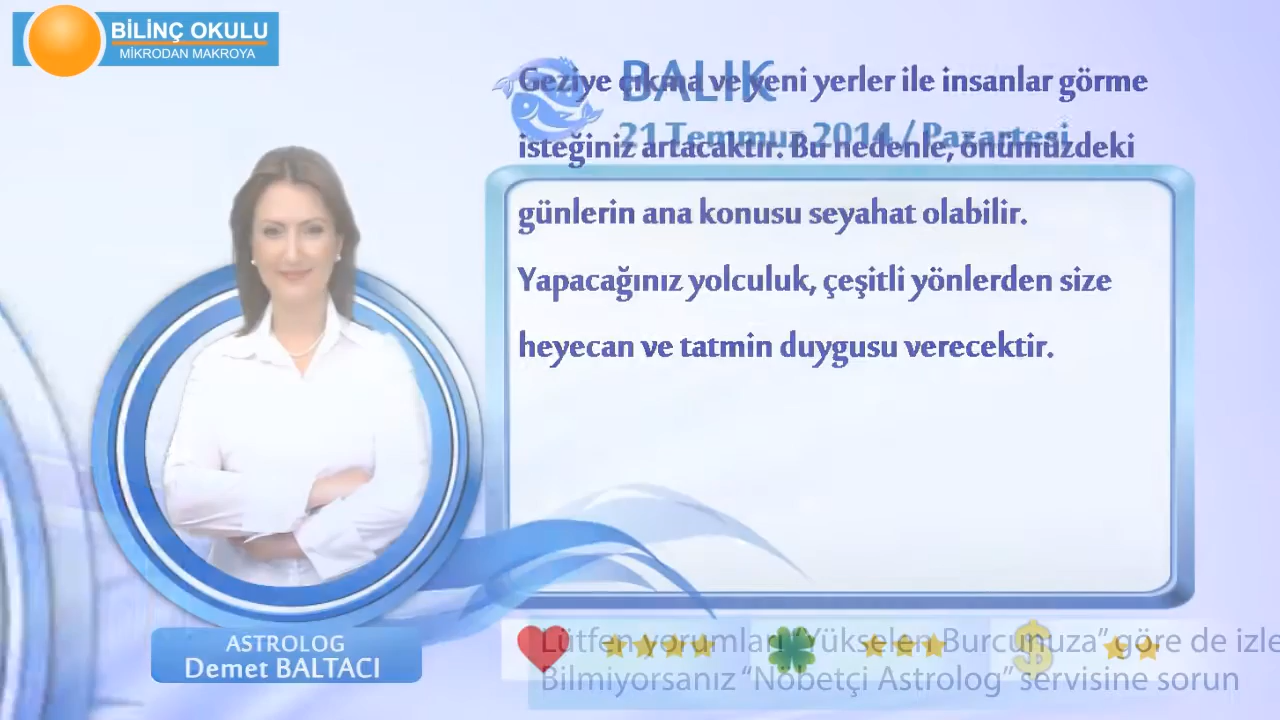 BİLİNÇ OKULU
MİKRODAN MAKROYA
BALIK
21 Temmuz 2014 / Pazartesi
Geziye çıkma ve yeni yerler ile insanlar görme
isteğiniz artacaktır. Bu nedenle, önümüzdeki
günlerin ana konusu seyahat olabilir.
Yapacağınız yolculuk, çeşitli yönlerden size
heyecan ve tatmin duygusu verecektir.
ASTROLOG
Demet BALTACI
Lütfen yorumları "Yükselen Burcunuza" göre de izle
Bilmiyorsanız "Nöbetçi Astrolog" servisine sorun